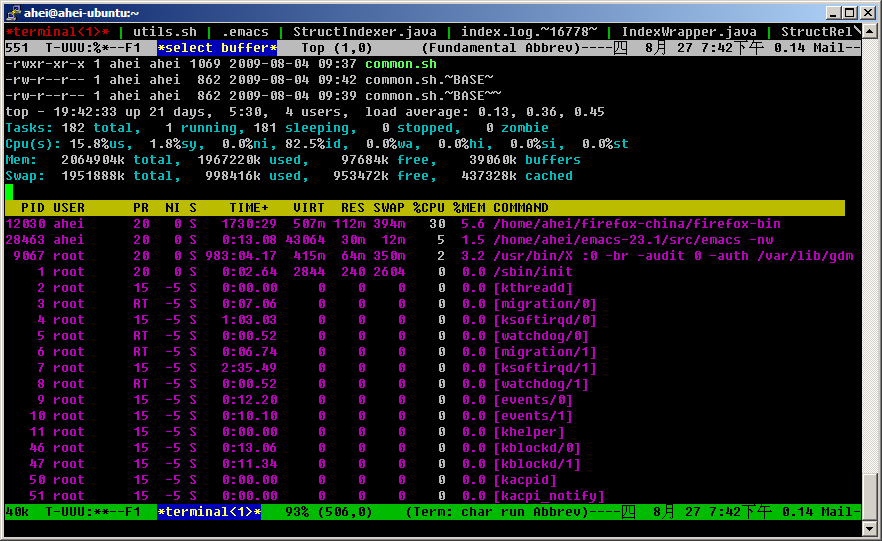 ahei@ahei-ubuntu:~
*terminal<1>* | utils.sh | .emacs | StructIndexer.java | index.log.~16778~ | IndexWrapper.java | StructRel\
551  T-UUU:%*--F1  *select buffer*   Top (1,0)      (Fundamental Abbrev)----四  8月 27 7:42下午 0.14 Mail--
-rwxr-xr-x 1 ahei ahei 1069 2009-08-04 09:37 common.sh
-rw-r--r-- 1 ahei ahei  862 2009-08-04 09:42 common.sh.~BASE~
-rw-r--r-- 1 ahei ahei  862 2009-08-04 09:39 common.sh.~BASE~~
top - 19:42:33 up 21 days,  5:30,  4 users,  load average: 0.13, 0.36, 0.45
Tasks: 182 total,   1 running, 181 sleeping,   0 stopped,   0 zombie
Cpu(s): 15.8%us,  1.8%sy,  0.0%ni, 82.5%id,  0.0%wa,  0.0%hi,  0.0%si,  0.0%st
Mem:   2064904k total,  1967220k used,    97684k free,    39060k buffers
Swap:  1951888k total,   998416k used,   953472k free,   437328k cached
  PID USER      PR  NI S    TIME+   VIRT  RES SWAP %CPU %MEM COMMAND
12030 ahei      20   0 S   1730:29  507m 112m 394m   30  5.6 /home/ahei/firefox-china/firefox-bin
28463 ahei      20   0 S   0:13.08 43064  30m  12m    5  1.5 /home/ahei/emacs-23.1/src/emacs -nw
 9067 root      20   0 S 983:04.17  415m  64m 350m    2  3.2 /usr/bin/X :0 -br -audit 0 -auth /var/lib/gdm
    1 root      20   0 S   0:02.64  2844  240 2604    0  0.0 /sbin/init
    2 root      15  -5 S   0:00.00     0    0    0    0  0.0 [kthreadd]
    3 root      RT  -5 S   0:07.06     0    0    0    0  0.0 [migration/0]
    4 root      15  -5 S   1:03.03     0    0    0    0  0.0 [ksoftirqd/0]
    5 root      RT  -5 S   0:00.52     0    0    0    0  0.0 [watchdog/0]
    6 root      RT  -5 S   0:06.74     0    0    0    0  0.0 [migration/1]
    7 root      15  -5 S   2:35.49     0    0    0    0  0.0 [ksoftirqd/1]
    8 root      RT  -5 S   0:00.52     0    0    0    0  0.0 [watchdog/1]
    9 root      15  -5 S   0:12.20     0    0    0    0  0.0 [events/0]
   10 root      15  -5 S   0:10.10     0    0    0    0  0.0 [events/1]
   11 root      15  -5 S   0:00.00     0    0    0    0  0.0 [khelper]
   46 root      15  -5 S   0:13.06     0    0    0    0  0.0 [kblockd/0]
   47 root      15  -5 S   0:11.34     0    0    0    0  0.0 [kblockd/1]
   50 root      15  -5 S   0:00.00     0    0    0    0  0.0 [kacpid]
   51 root      15  -5 S   0:00.00     0    0    0    0  0.0 [kacpi_notify]
40k  T-UUU:**--F1  *terminal<1>*   93% (506,0)    (Term: char run Abbrev)----四  8月 27 7:42下午 0.14 Mail-